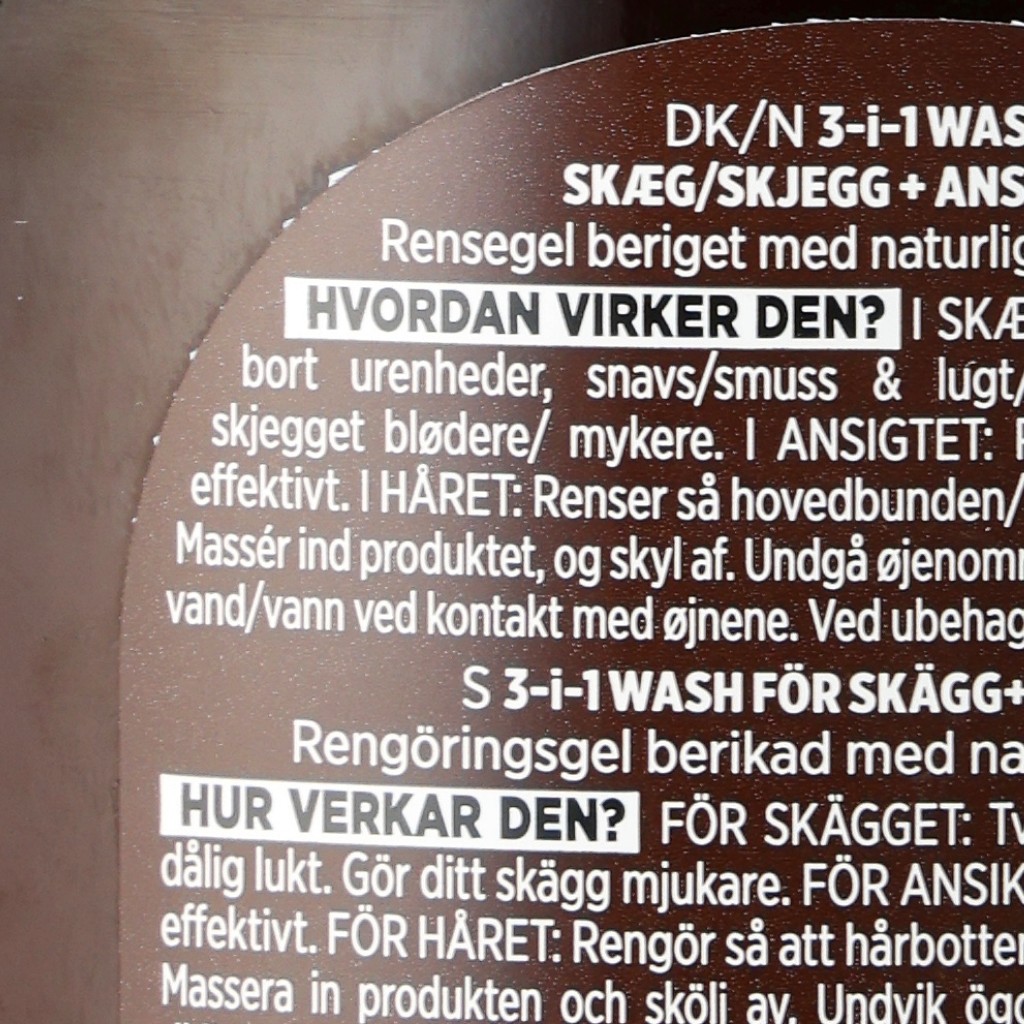 DK/N 3-i-1 WAS
SKÆG/SKJEGG + ANS
Rensegel beriget med naturlig
HVORDAN VIRKER DEN? I SKÆ
bort urenheder, snavs/smuss & lugt/
skjegget blødere/ mykere. I ANSIGTET:
effektivt. I HÅRET: Renser så hovedbunden/
Massér ind produktet, og skyl af. Undgå øjenom
vand/vann ved kontakt med øjnene. Ved ubehag
S 3-i-1 WASH FÖR SKÄGG+
Rengöringsgel berikad med na
HUR VERKAR DEN? FÖR SKÄGGET: Tv
dålig lukt. Gör ditt skägg mjukare. FÖR ANSIK
effektivt. FÖR HÅRET: Rengör så att hårbotten
Massera in produkten och skölj av. Undvik ögo